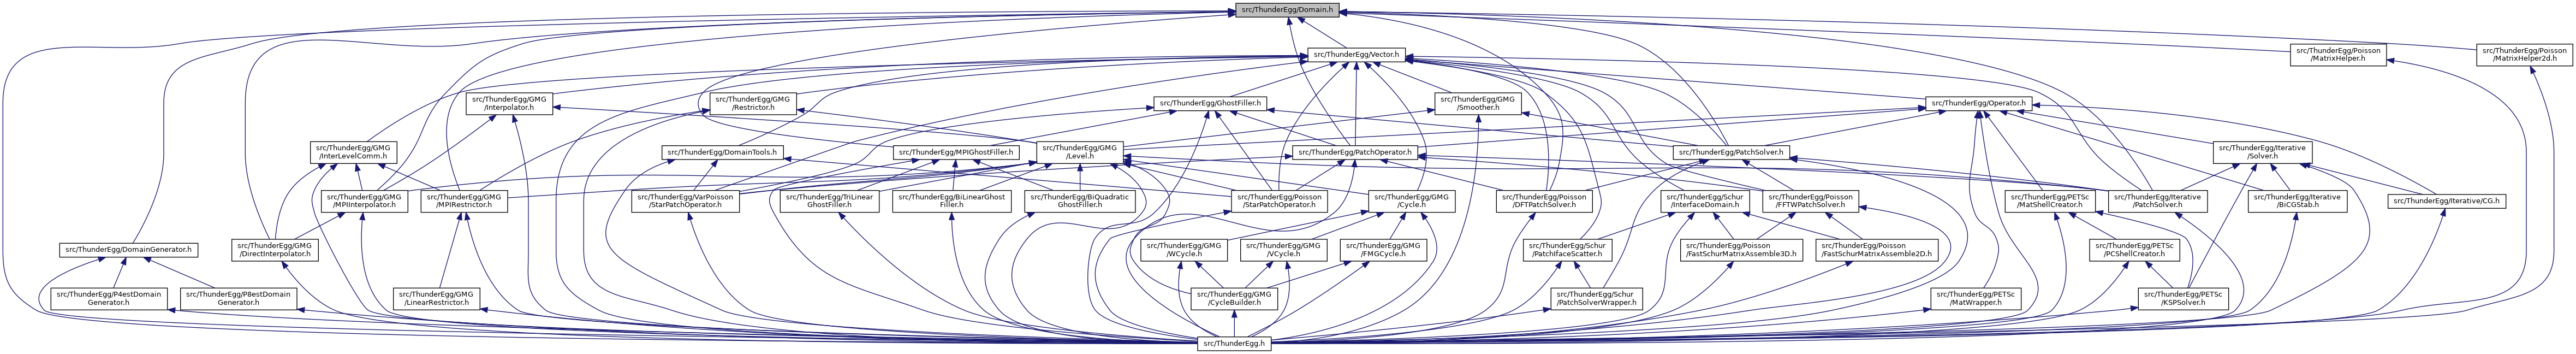 src/ThunderEgg/Domain.h
src/ThunderEgg/Vector.h
src/ThunderEgg/Poisson
MatrixHelper.h
src/ThunderEgg/Poisson
MatrixHelper2d.h
src/ThunderEgg/GMG
/Interpolator.h
src/ThunderEgg/GMG
/Restrictor.h
src/ThunderEgg/GhostFiller.h
src/ThunderEgg/GMG
/Smoother.h
src/ThunderEgg/Operator.h
src/ThunderEgg/GMG
/InterLevelComm.h
src/ThunderEgg/DomainTools.h
src/ThunderEgg/MPIGhostFiller.h
src/ThunderEgg/GMG
/Level.h
src/ThunderEgg/PatchOperator.h
src/ThunderEgg/PatchSolver.h
src/ThunderEgg/Iterative
/Solver.h
src/ThunderEgg/GMG
/MPIInterpolator.h
src/ThunderEgg/GMG
/MPIRestrictor.h
src/ThunderEgg/VarPoisson
/StarPatchOperator.h
src/ThunderEgg/TriLinear
GhostFiller.h
src/ThunderEgg/BiLinearGhost
Filler.h
src/ThunderEgg/BiQuadratic
GhostFiller.h
src/ThunderEgg/Poisson
/StarPatchOperator.h
src/ThunderEgg/GMG
/Cycle.h
src/ThunderEgg/Poisson
/DFTPatchSolver.h
src/ThunderEgg/Schur
/InterfaceDomain.h
src/ThunderEgg/Poisson
/FFTWPatchSolver.h
src/ThunderEgg/PETSc
/MatShellCreator.h
src/ThunderEgg/Iterative
/PatchSolver.h
src/ThunderEgg/Iterative
/BiCGStab.h
src/ThunderEgg/Iterative/CG.h
src/ThunderEgg/DomainGenerator.h
src/ThunderEgg/GMG
/DirectInterpolator.h
src/ThunderEgg/GMG
/WCycle.h
src/ThunderEgg/GMG
/VCycle.h
src/ThunderEgg/GMG
/FMGCycle.h
src/ThunderEgg/Schur
/PatchIfaceScatter.h
src/ThunderEgg/Poisson
/FastSchurMatrixAssemble3D.h
src/ThunderEgg/Poisson
/FastSchurMatrixAssemble2D.h
src/ThunderEgg/PETSc
/PCShellCreator.h
src/ThunderEgg/P4estDomain
Generator.h
src/ThunderEgg/P8estDomain
Generator.h
src/ThunderEgg/GMG
/LinearRestrictor.h
src/ThunderEgg/GMG
/CycleBuilder.h
src/ThunderEgg/Schur
/PatchSolverWrapper.h
src/ThunderEgg/PETSc
/MatWrapper.h
src/ThunderEgg/PETSc
/KSPSolver.h
src/ThunderEgg.h